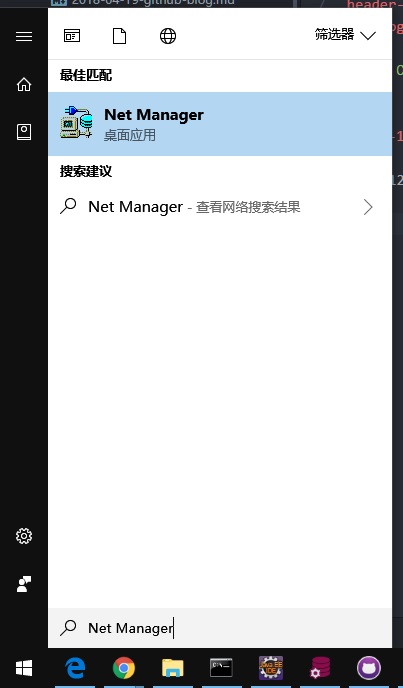 2018-04-19-github-blog.md
header-
筛选器
最佳匹配
Net Manager
桌面应用
搜索建议
Net Manager - 查看网络搜索结果
Net Manager